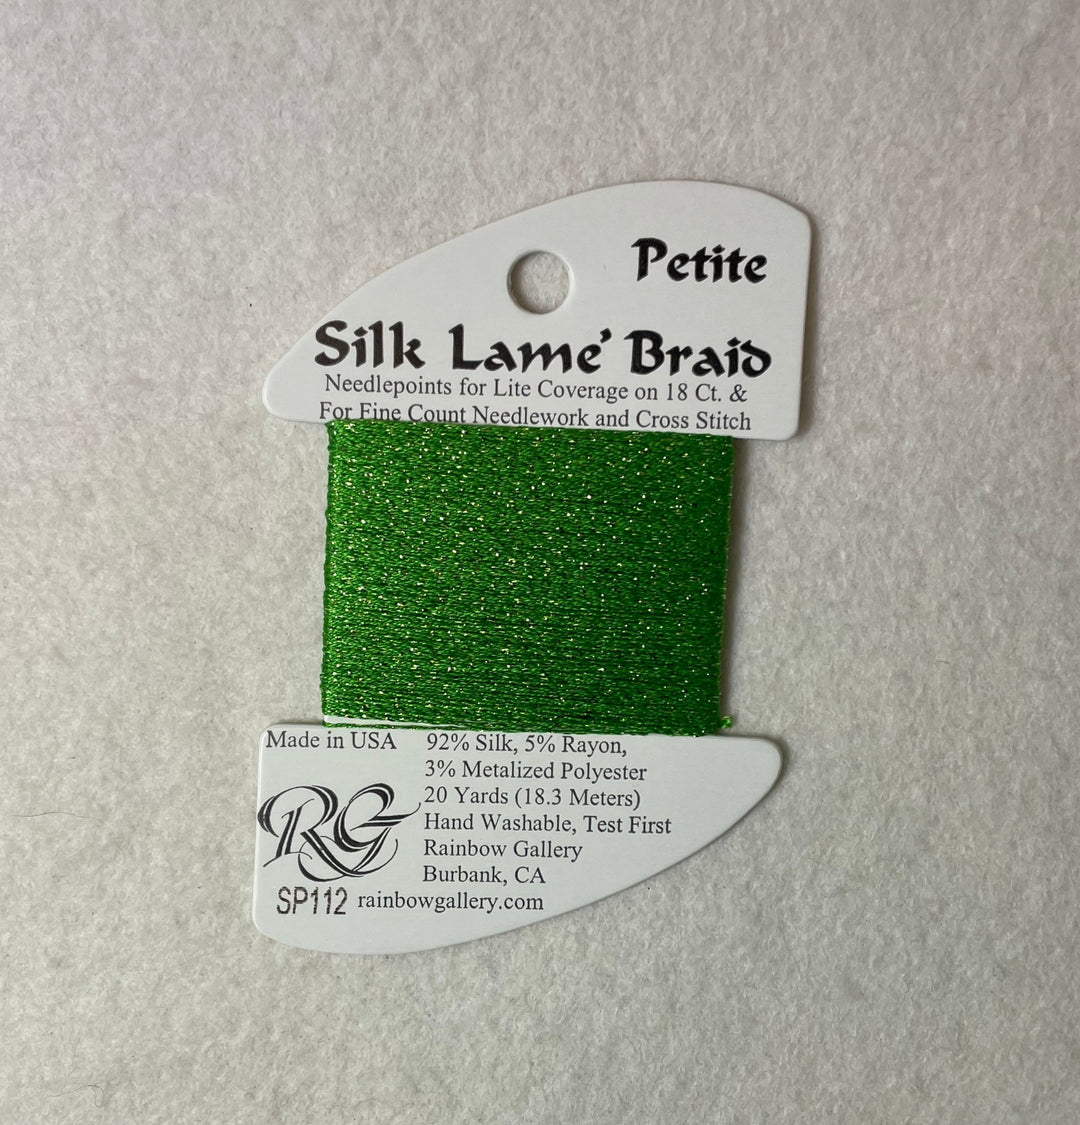 Petite
Silk Lame' Braid
Needlepoints for Lite Coverage on 18 Ct. &
For Fine Count Needlework and Cross Stitch
Made in USA
92% Silk, 5% Rayon,
3% Metalized Polyester
20 Yards (18.3 Meters)
Hand Washable, Test First
Rainbow Gallery
Burbank, CA
RG
SP112 rainbowgallery.com